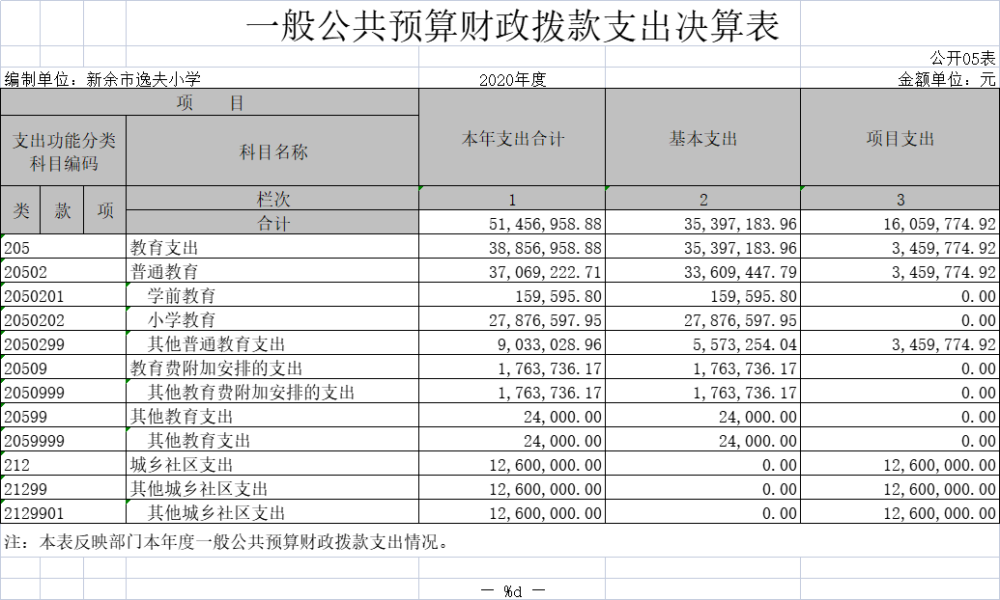 一般公共预算财政拨款支出决算表
公开05表
编制单位：新余市逸夫小学 2020年度 金额单位：元
项 目 本年支出合计 基本支出 项目支出
支出功能分类科目编码 科目名称
类 款 项 栏次 1 2 3
合计 51,456,958.88 35,397,183.96 16,059,774.92
205 教育支出 38,856,958.88 35,397,183.96 3,459,774.92
20502 普通教育 37,069,222.71 33,609,447.79 3,459,774.92
2050201 学前教育 159,595.80 159,595.80 0.00
2050202 小学教育 27,876,597.95 27,876,597.95 0.00
2050299 其他普通教育支出 9,033,028.96 5,573,254.04 3,459,774.92
20509 教育费附加安排的支出 1,763,736.17 1,763,736.17 0.00
2050999 其他教育费附加安排的支出 1,763,736.17 1,763,736.17 0.00
20599 其他教育支出 24,000.00 24,000.00 0.00
2059999 其他教育支出 24,000.00 24,000.00 0.00
212 城乡社区支出 12,600,000.00 0.00 12,600,000.00
21299 其他城乡社区支出 12,600,000.00 0.00 12,600,000.00
2129901 其他城乡社区支出 12,600,000.00 0.00 12,600,000.00
注：本表反映部门本年度一般公共预算财政拨款支出情况。
— %d —